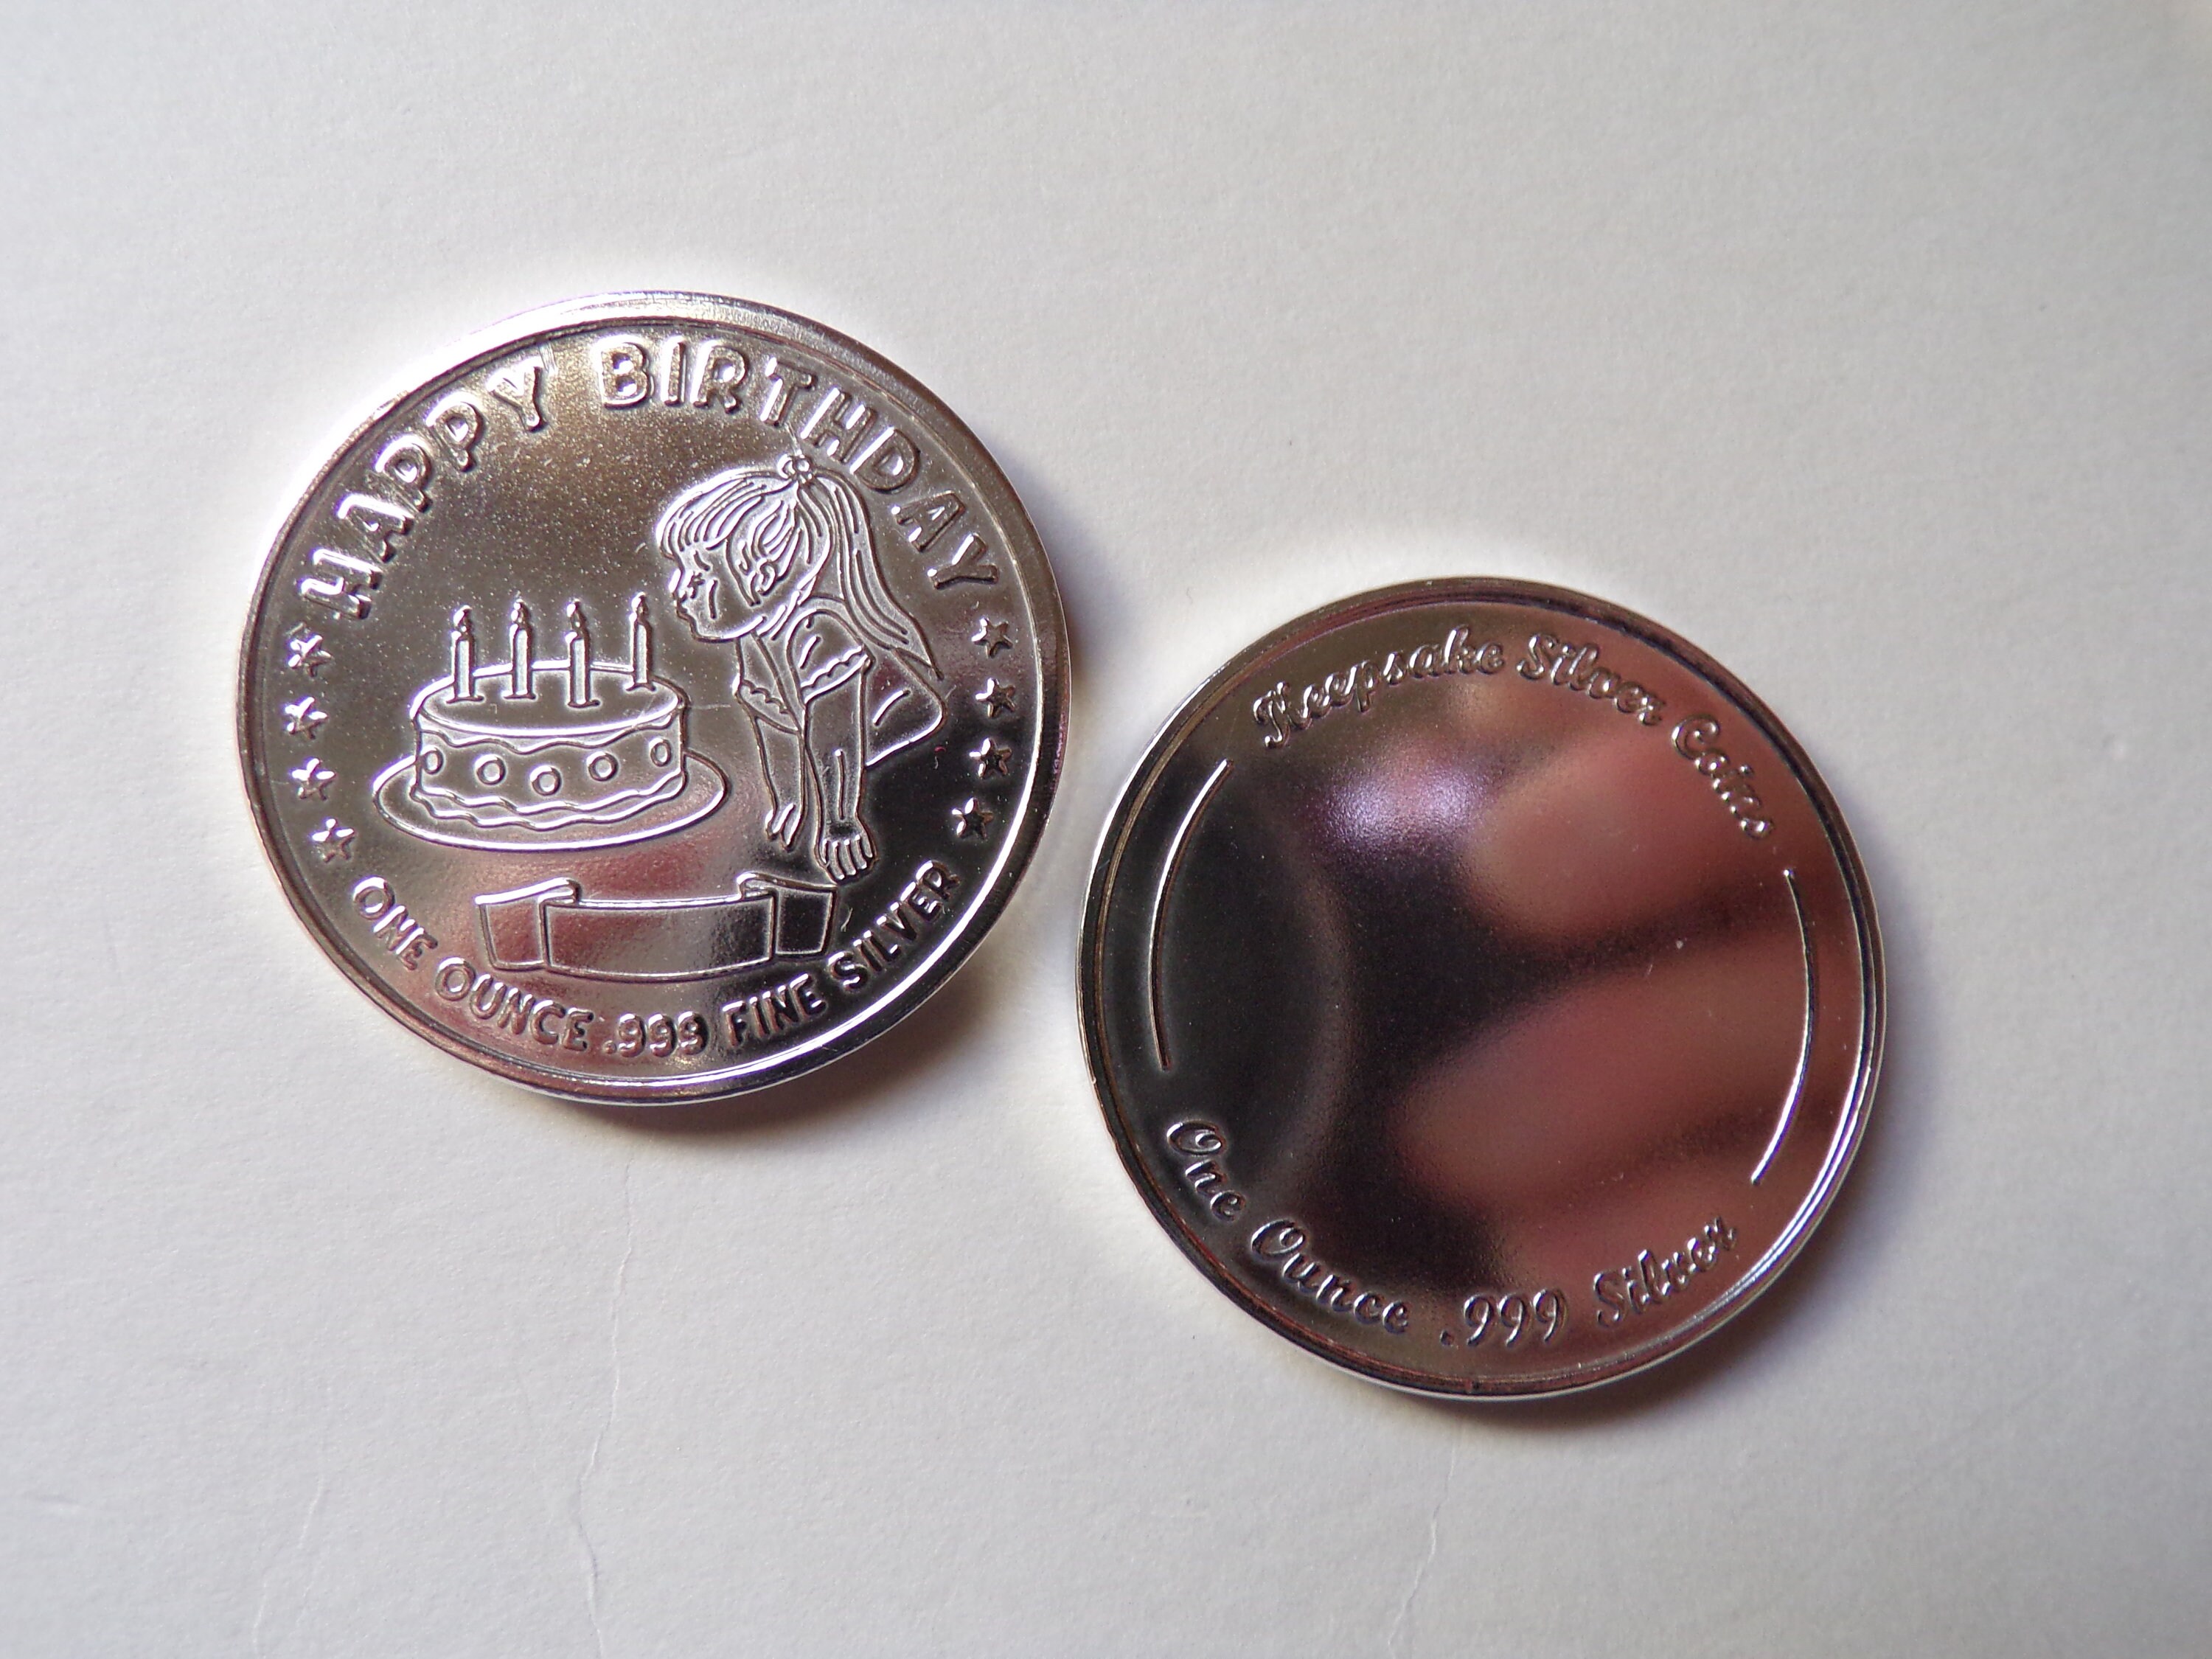 HAPPY BIRTHDAY
ONE OUNCE .999 FINE SILVER
Keepsake Silver Coins
One Ounce .999 Silver